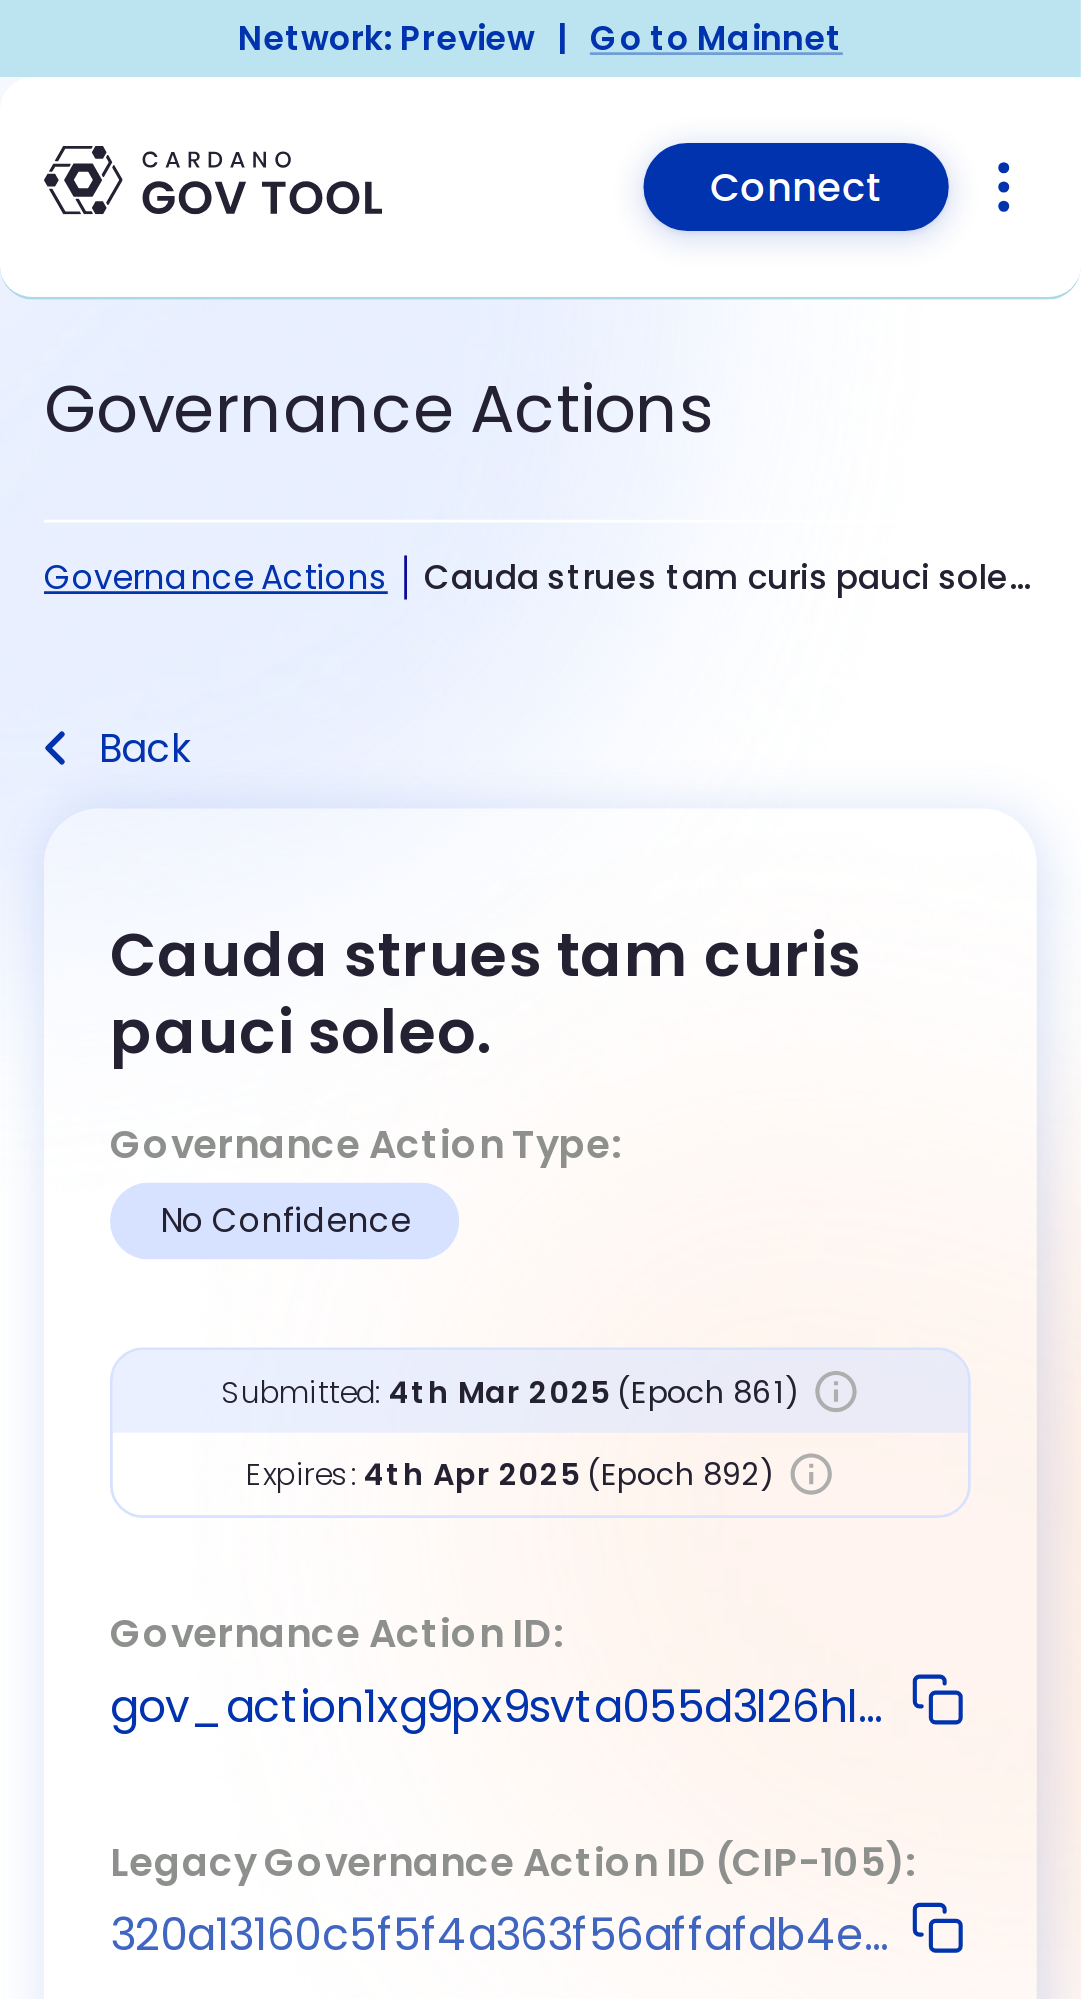 Network: Preview | Go to Mainnet
CARDANO
GOV TOOL
Connect
Governance Actions
Governance Actions | Cauda strues tam curis pauci sole...
Back
Cauda strues tam curis
pauci soleo.
Governance Action Type:
No Confidence
Submitted: 4th Mar 2025 (Epoch 861)
Expires: 4th Apr 2025 (Epoch 892)
Governance Action ID:
gov_action1xg9px9svta055d3l26hl...
Legacy Governance Action ID (CIP-105):
320a13160c5f5f4a363f56affafdb4e...